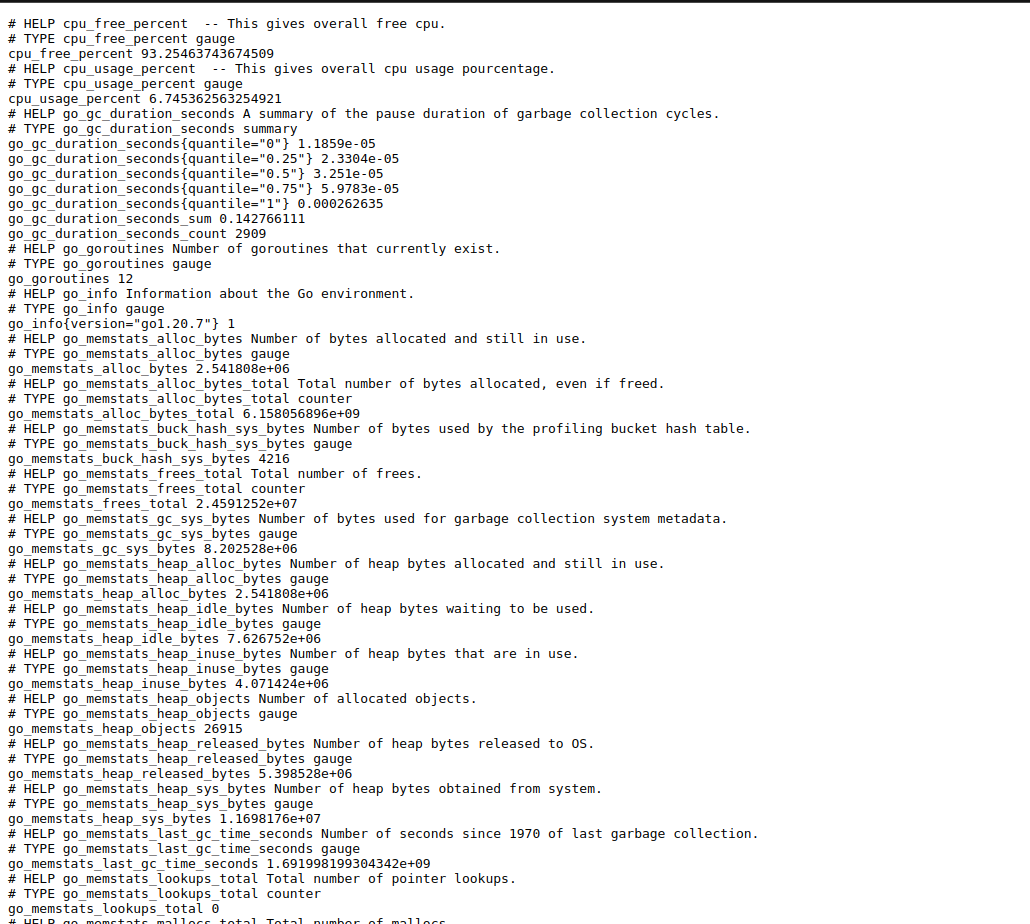 # HELP cpu_free_percent  -- This gives overall free cpu.
# TYPE cpu_free_percent gauge
cpu_free_percent 93.25463743674509
# HELP cpu_usage_percent  -- This gives overall cpu usage pourcentage.
# TYPE cpu_usage_percent gauge
cpu_usage_percent 6.745362563254921
# HELP go_gc_duration_seconds A summary of the pause duration of garbage collection cycles.
# TYPE go_gc_duration_seconds summary
go_gc_duration_seconds{quantile="0"} 1.1859e-05
go_gc_duration_seconds{quantile="0.25"} 2.3304e-05
go_gc_duration_seconds{quantile="0.5"} 3.251e-05
go_gc_duration_seconds{quantile="0.75"} 5.9783e-05
go_gc_duration_seconds{quantile="1"} 0.000262635
go_gc_duration_seconds_sum 0.142766111
go_gc_duration_seconds_count 2909
# HELP go_goroutines Number of goroutines that currently exist.
# TYPE go_goroutines gauge
go_goroutines 12
# HELP go_info Information about the Go environment.
# TYPE go_info gauge
go_info{version="go1.20.7"} 1
# HELP go_memstats_alloc_bytes Number of bytes allocated and still in use.
# TYPE go_memstats_alloc_bytes gauge
go_memstats_alloc_bytes 2.541808e+06
# HELP go_memstats_alloc_bytes_total Total number of bytes allocated, even if freed.
# TYPE go_memstats_alloc_bytes_total counter
go_memstats_alloc_bytes_total 6.158056896e+09
# HELP go_memstats_buck_hash_sys_bytes Number of bytes used by the profiling bucket hash table.
# TYPE go_memstats_buck_hash_sys_bytes gauge
go_memstats_buck_hash_sys_bytes 4216
# HELP go_memstats_frees_total Total number of frees.
# TYPE go_memstats_frees_total counter
go_memstats_frees_total 2.4591252e+07
# HELP go_memstats_gc_sys_bytes Number of bytes used for garbage collection system metadata.
# TYPE go_memstats_gc_sys_bytes gauge
go_memstats_gc_sys_bytes 8.202528e+06
# HELP go_memstats_heap_alloc_bytes Number of heap bytes allocated and still in use.
# TYPE go_memstats_heap_alloc_bytes gauge
go_memstats_heap_alloc_bytes 2.541808e+06
# HELP go_memstats_heap_idle_bytes Number of heap bytes waiting to be used.
# TYPE go_memstats_heap_idle_bytes gauge
go_memstats_heap_idle_bytes 7.626752e+06
# HELP go_memstats_heap_inuse_bytes Number of heap bytes that are in use.
# TYPE go_memstats_heap_inuse_bytes gauge
go_memstats_heap_inuse_bytes 4.071424e+06
# HELP go_memstats_heap_objects Number of allocated objects.
# TYPE go_memstats_heap_objects gauge
go_memstats_heap_objects 26915
# HELP go_memstats_heap_released_bytes Number of heap bytes released to OS.
# TYPE go_memstats_heap_released_bytes gauge
go_memstats_heap_released_bytes 5.398528e+06
# HELP go_memstats_heap_sys_bytes Number of heap bytes obtained from system.
# TYPE go_memstats_heap_sys_bytes gauge
go_memstats_heap_sys_bytes 1.1698176e+07
# HELP go_memstats_last_gc_time_seconds Number of seconds since 1970 of last garbage collection.
# TYPE go_memstats_last_gc_time_seconds gauge
go_memstats_last_gc_time_seconds 1.691998199304342e+09
# HELP go_memstats_lookups_total Total number of pointer lookups.
# TYPE go_memstats_lookups_total counter
go_memstats_lookups_total 0
# HELP go_memstats_mallocs_total Total number of mallocs.